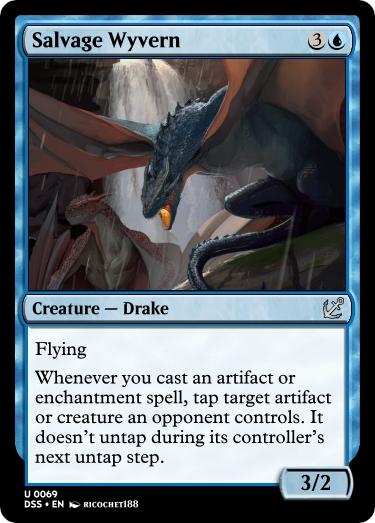 Salvage Wyvern 3
Creature — Drake
Flying
Whenever you cast an artifact or
enchantment spell, tap target artifact
or creature an opponent controls. It
doesn't untap during its controller's
next untap step.
3/2
U 0069
DSS • EN RICOCHET188